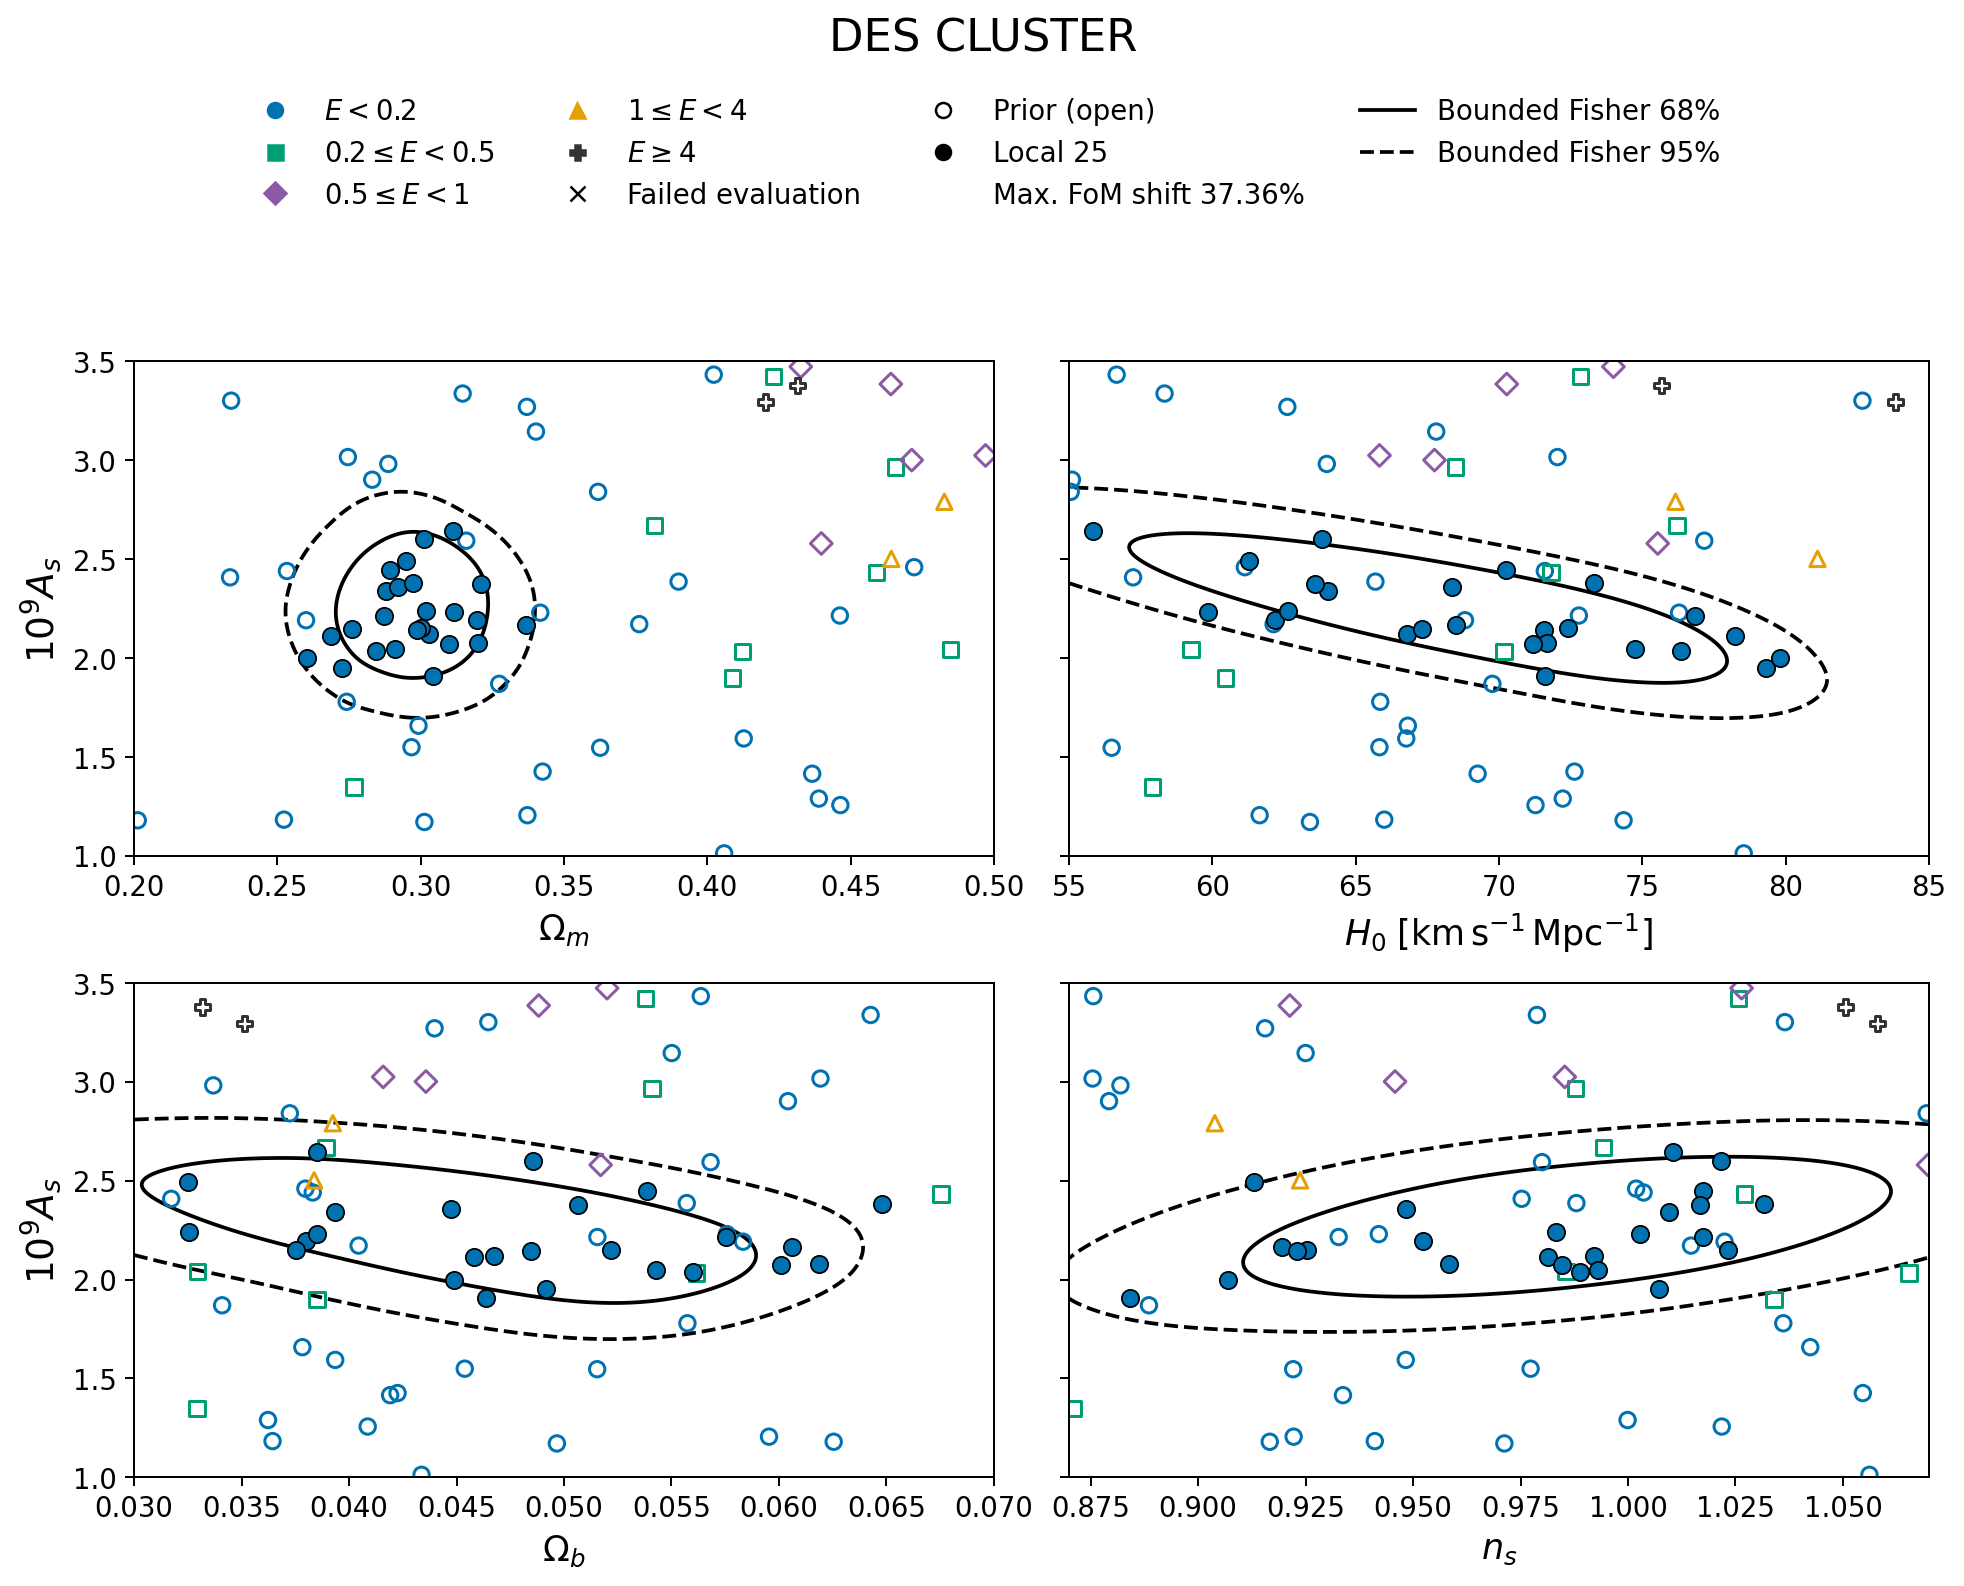 DES CLUSTER
E < 0.2
0.2 ≤ E < 0.5
0.5 ≤ E < 1
1 ≤ E < 4
E ≥ 4
Failed evaluation
Prior (open)
Local 25
Max. FoM shift 37.36%
Bounded Fisher 68%
Bounded Fisher 95%
10⁹Aₛ
3.5
3.0
2.5
2.0
1.5
1.0
0.20 0.25 0.30 0.35 0.40 0.45 0.50
Ωₘ
55 60 65 70 75 80 85
H₀ [km s⁻¹ Mpc⁻¹]
10⁹Aₛ
3.5
3.0
2.5
2.0
1.5
1.0
0.030 0.035 0.040 0.045 0.050 0.055 0.060 0.065 0.070
Ω_b
0.875 0.900 0.925 0.950 0.975 1.000 1.025 1.050
nₛ